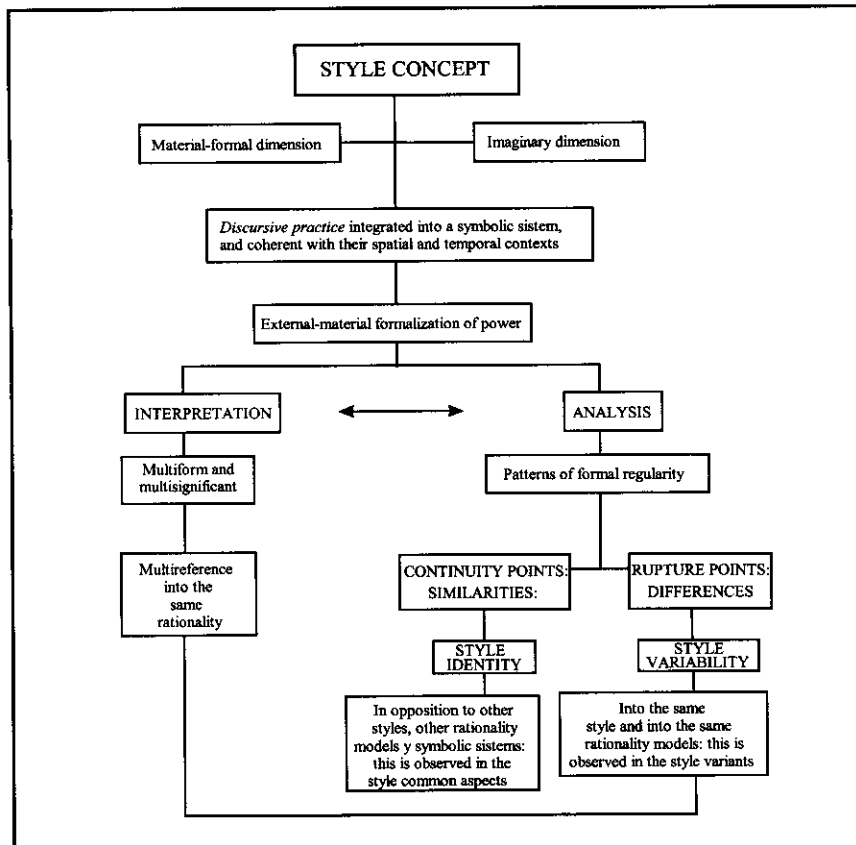 STYLE CONCEPT
Material-formal dimension
Imaginary dimension
Discursive practice integrated into a symbolic sistem,
and coherent with their spatial and temporal contexts
External-material formalization of power
INTERPRETATION
ANALYSIS
Multiform and
multisignificant
Patterns of formal regularity
Multireference
into the
same
rationality
CONTINUITY POINTS:
SIMILARITIES:
RUPTURE POINTS:
DIFFERENCES
STYLE
IDENTITY
STYLE
VARIABILITY
In opposition to other
styles, other rationality
models y symbolic sistems:
this is observed in the
style common aspects
Into the same
style and into the same
rationality models: this is
observed in the style variants